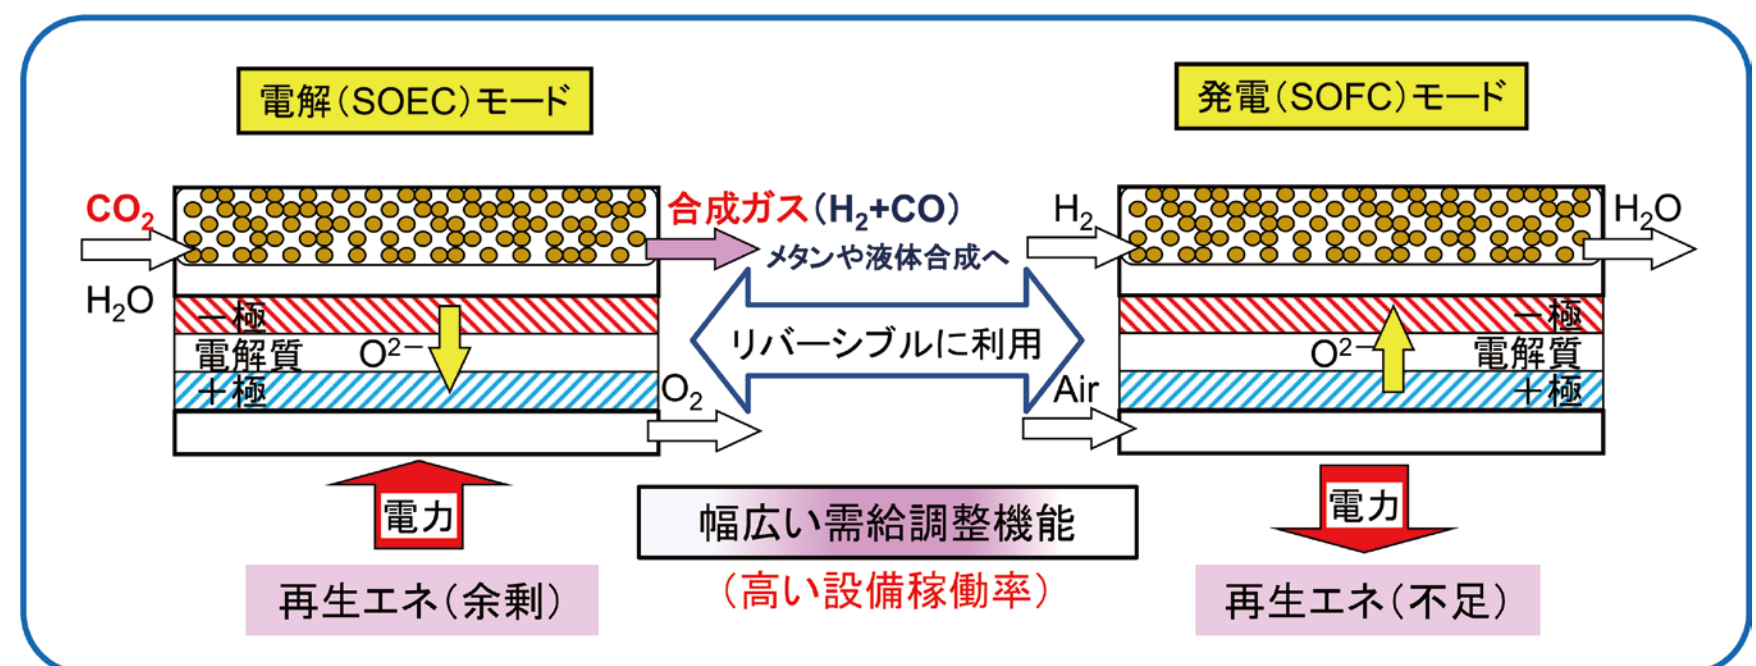 電解(SOEC)モード
発電(SOFC)モード
CO₂
H₂O
合成ガス(H₂+CO)
メタンや液体合成へ
H₂
H₂O
-極
電解質
O²⁻
+極
O₂
リバーシブルに利用
Air
-極
O²⁻
電解質
+極
電力
再生エネ(余剰)
幅広い需給調整機能
(高い設備稼働率)
電力
再生エネ(不足)